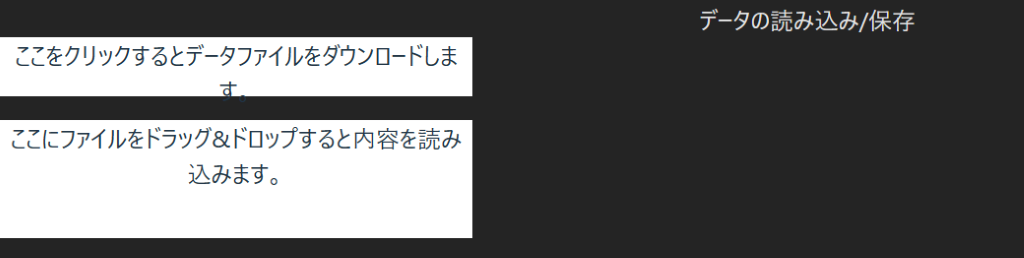 データの読み込み/保存
ここをクリックするとデータファイルをダウンロードしま
す。
ここにファイルをドラッグ&ドロップすると内容を読み
込みます。